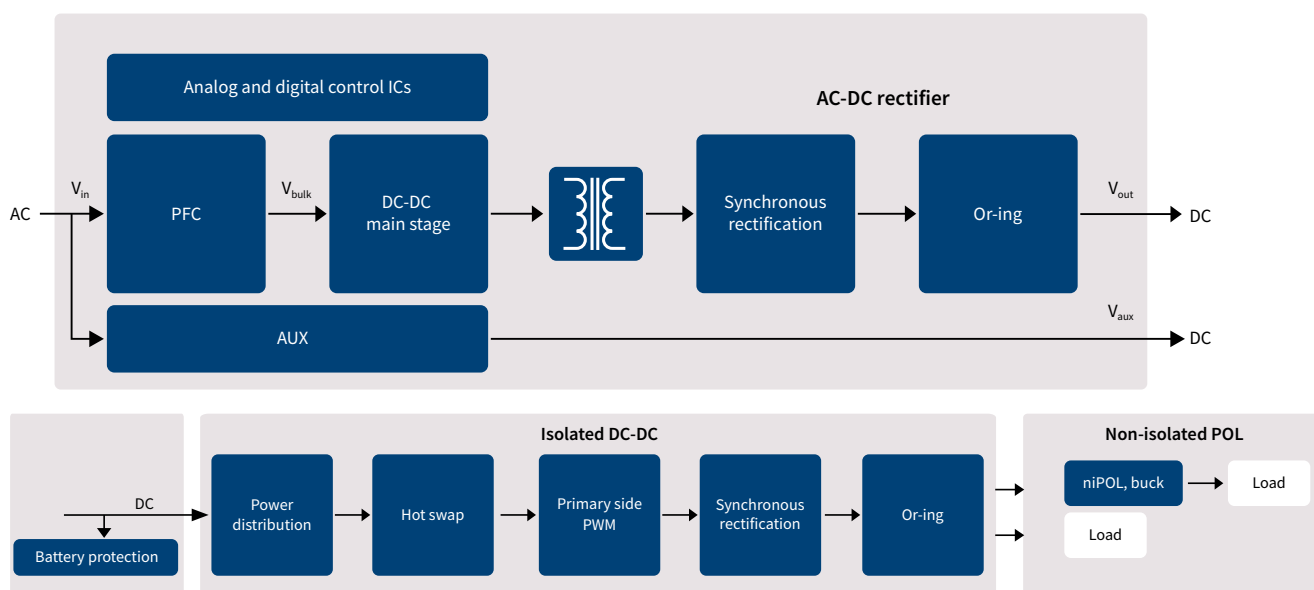 Analog and digital control ICs
AC-DC rectifier
AC
Vin
PFC
Vbulk
DC-DC
main stage
Synchronous
rectification
Or-ing
Vout
DC
AUX
Vaux
DC
Isolated DC-DC
Non-isolated POL
DC
Battery protection
Power
distribution
Hot swap
Primary side
PWM
Synchronous
rectification
Or-ing
niPOL, buck
Load
Load